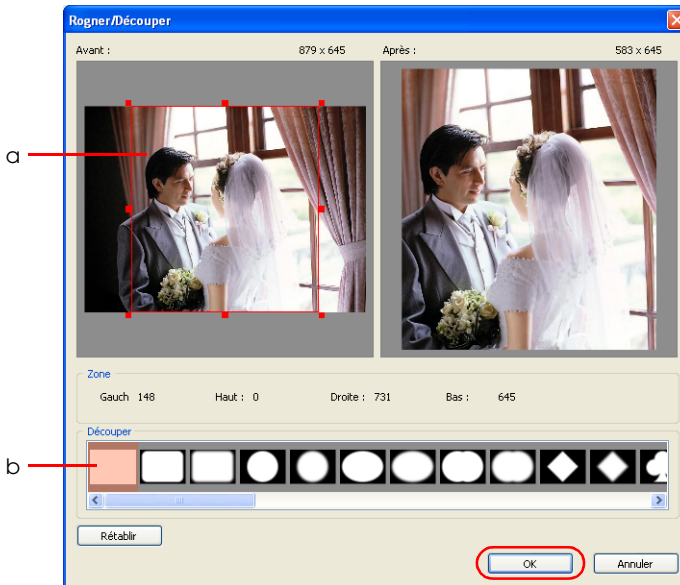 Rogner/Découper
Avant : 879 x 645 Après : 583 x 645
a
Zone
Gauch 148 Haut : 0 Droite : 731 Bas : 645
Découper
b
Rétablir
OK Annuler